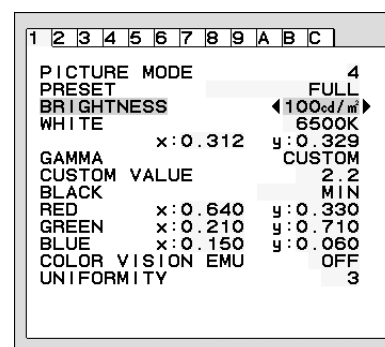 1 2 3 4 5 6 7 8 9 A B C
PICTURE MODE 4
PRESET FULL
BRIGHTNESS ◀100cd/㎡▶
WHITE 6500K
x:0.312 y:0.329
GAMMA CUSTOM
CUSTOM VALUE 2.2
BLACK MIN
RED x:0.640 y:0.330
GREEN x:0.210 y:0.710
BLUE x:0.150 y:0.060
COLOR VISION EMU OFF
UNIFORMITY 3